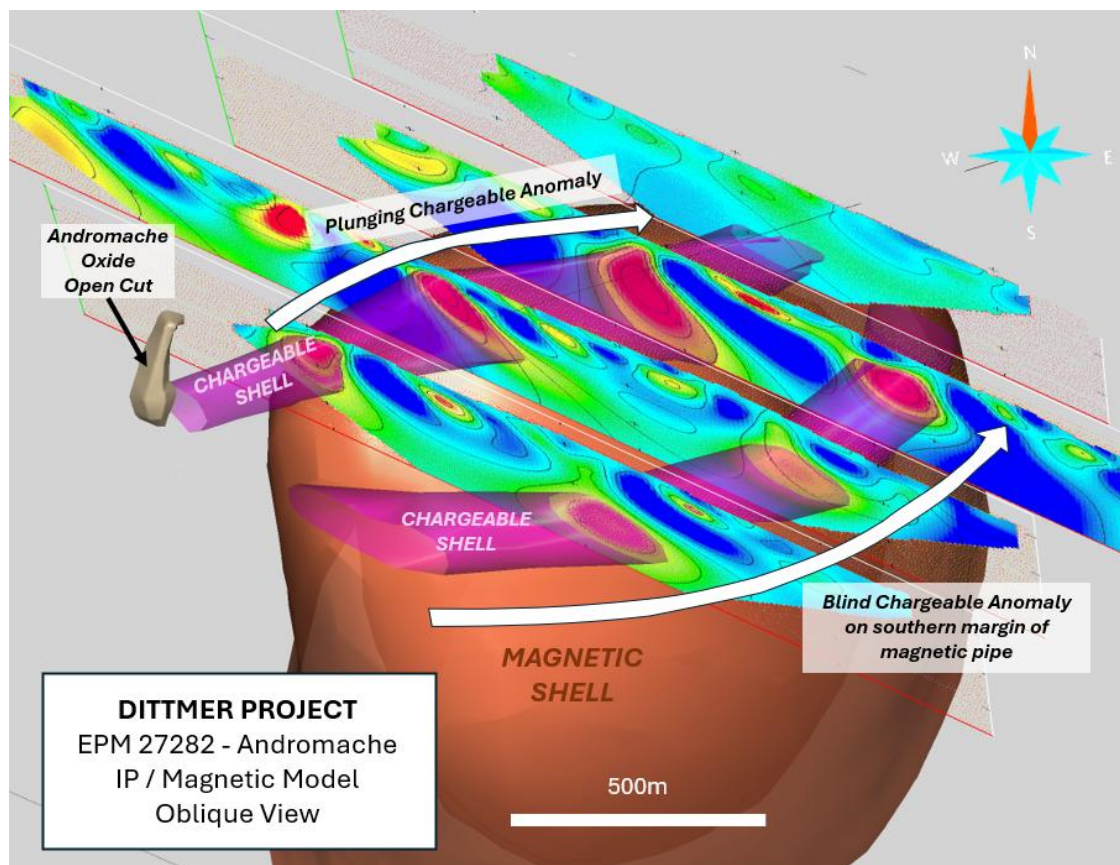 N
W
E
S
Plunging Chargeable Anomaly
Andromache
Oxide
Open Cut
CHARGEABLE
SHELL
CHARGEABLE
SHELL
Blind Chargeable Anomaly
on southern margin of
magnetic pipe
MAGNETIC
SHELL
DITTMER PROJECT
EPM 27282 - Andromache
IP / Magnetic Model
Oblique View
500m